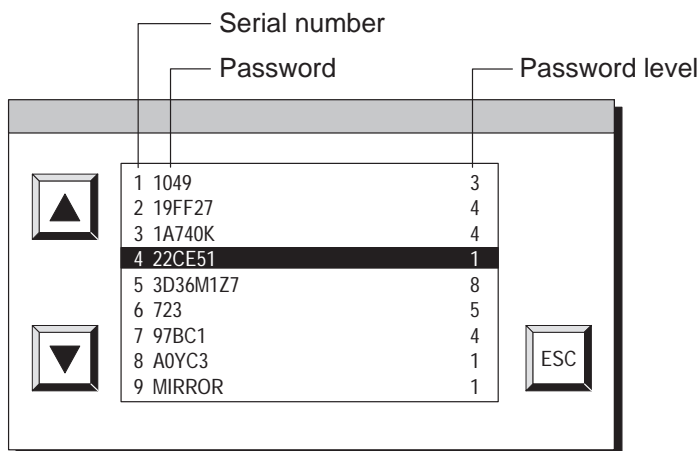 Serial number
Password Password level
1 1049 3
2 19FF27 4
3 1A740K 4
4 22CE51 1
5 3D36M1Z7 8
6 723 5
7 97BC1 4
8 A0YC3 1
9 MIRROR 1
ESC